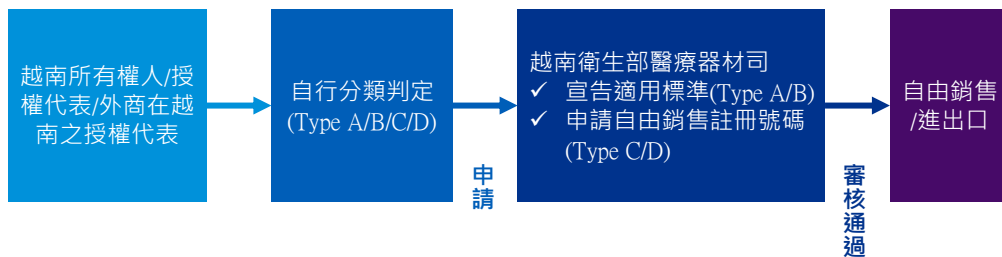 越南所有權人/授
權代表/外商在越
南之授權代表
自行分類判定
(Type A/B/C/D)
申請
越南衛生部醫療器材司
✓ 宣告適用標準(Type A/B)
✓ 申請自由銷售註冊號碼
(Type C/D)
審核通過
自由銷售
/進出口